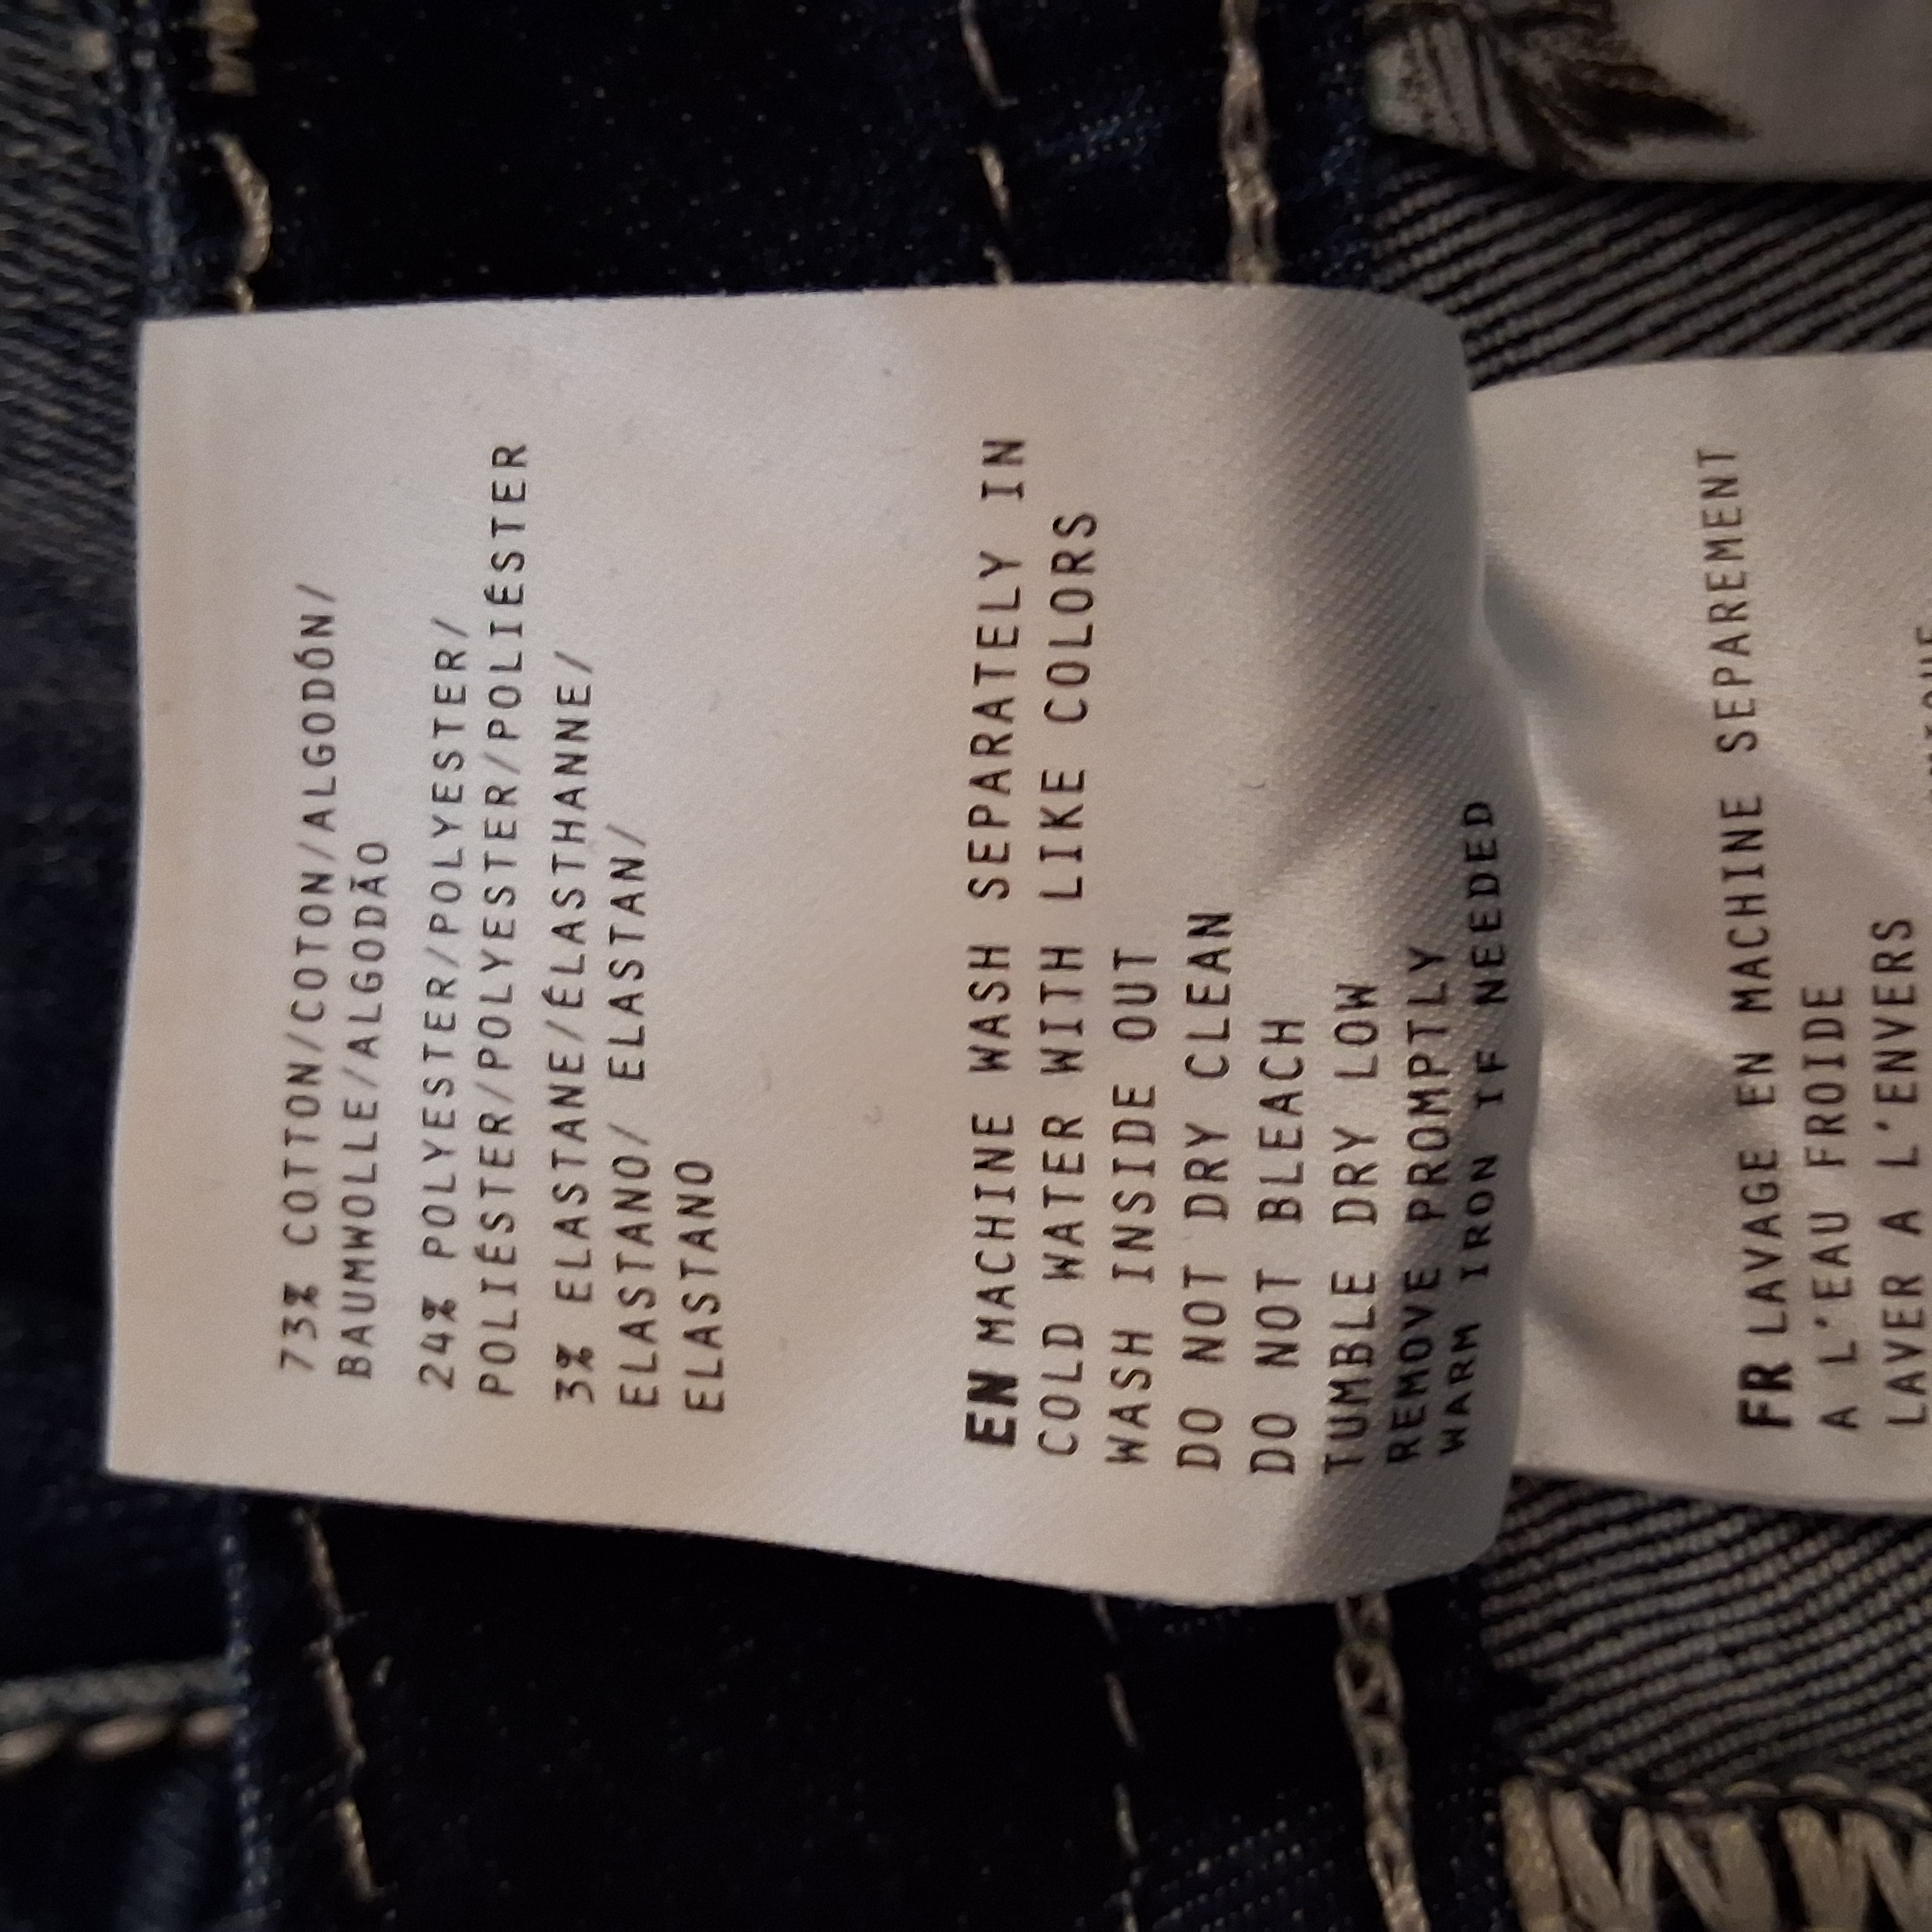 73% COTTON/COTON/ALGODÓN/
BAUMWOLLE/ALGODÃO
24% POLYESTER/POLYESTER/
POLIÉSTER/POLYESTER/POLIÉSTER
3% ELASTANE/ÉLASTHANNE/
ELASTANO/ ELASTAN/
ELASTANO
EN MACHINE WASH SEPARATELY IN
COLD WATER WITH LIKE COLORS
WASH INSIDE OUT
DO NOT DRY CLEAN
DO NOT BLEACH
TUMBLE DRY LOW
REMOVE PROMPTLY
WARM IRON IF NEEDED
FR LAVAGE EN MACHINE SEPAREMENT
A L'EAU FROIDE
LAVER A L'ENVERS